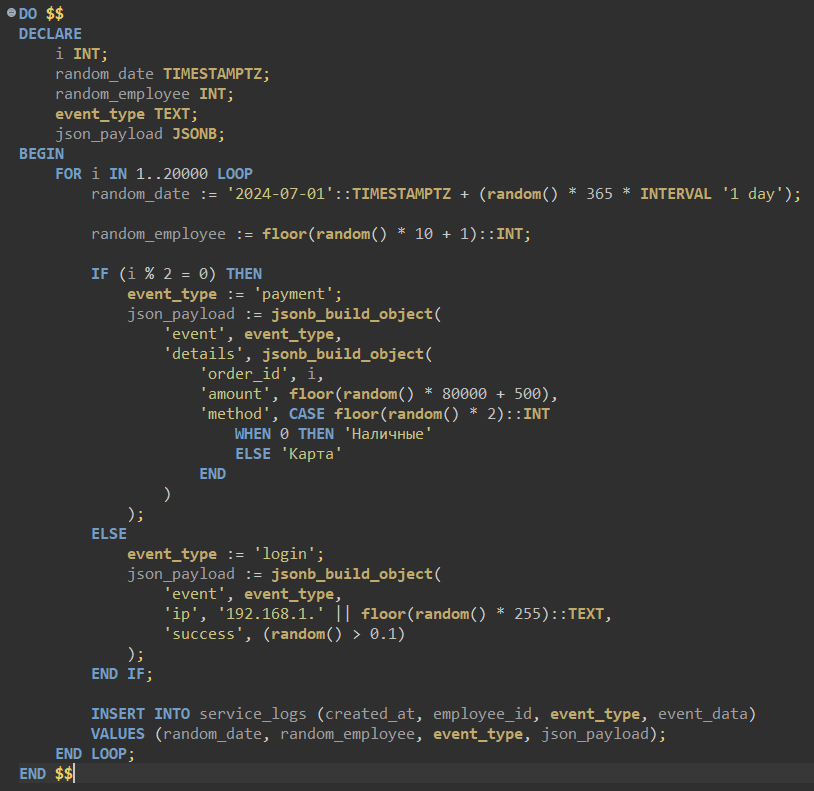 DO $$
DECLARE
    i INT;
    random_date TIMESTAMPTZ;
    random_employee INT;
    event_type TEXT;
    json_payload JSONB;
BEGIN
    FOR i IN 1..20000 LOOP
        random_date := '2024-07-01'::TIMESTAMPTZ + (random() * 365 * INTERVAL '1 day');

        random_employee := floor(random() * 10 + 1)::INT;

        IF (i % 2 = 0) THEN
            event_type := 'payment';
            json_payload := jsonb_build_object(
                'event', event_type,
                'details', jsonb_build_object(
                    'order_id', i,
                    'amount', floor(random() * 80000 + 500),
                    'method', CASE floor(random() * 2)::INT
                        WHEN 0 THEN 'Наличные'
                        ELSE 'Карта'
                    END
                )
            );
        ELSE
            event_type := 'login';
            json_payload := jsonb_build_object(
                'event', event_type,
                'ip', '192.168.1.' || floor(random() * 255)::TEXT,
                'success', (random() > 0.1)
            );
        END IF;

        INSERT INTO service_logs (created_at, employee_id, event_type, event_data)
        VALUES (random_date, random_employee, event_type, json_payload);
    END LOOP;
END $$